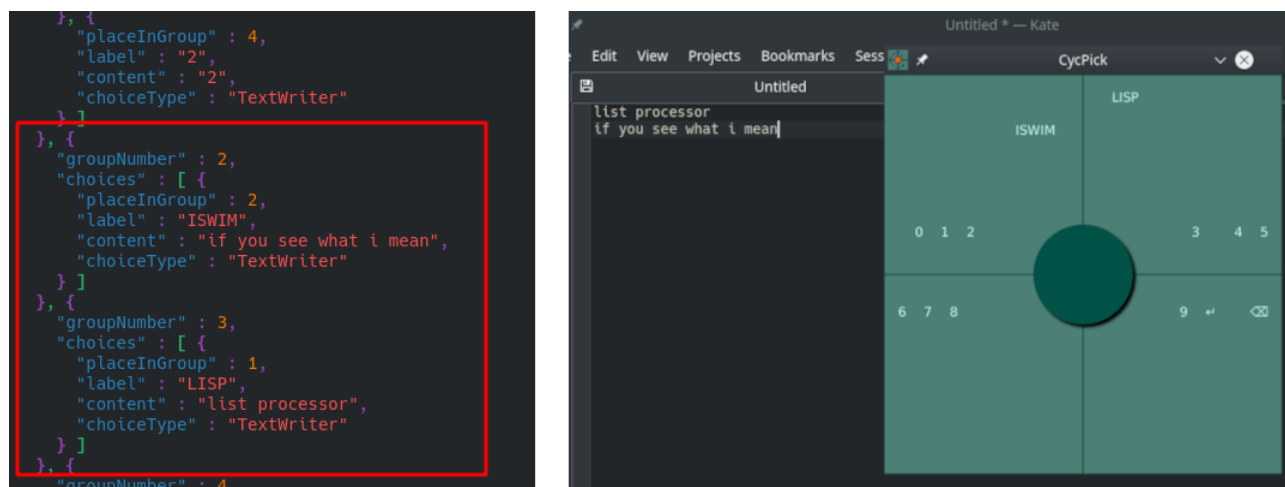 }, {
"placeInGroup" : 4,
"label" : "2",
"content" : "2",
"choiceType" : "TextWriter"
} ]
}, {
"groupNumber" : 2,
"choices" : [ {
"placeInGroup" : 2,
"label" : "ISWIM",
"content" : "if you see what i mean",
"choiceType" : "TextWriter"
} ]
}, {
"groupNumber" : 3,
"choices" : [ {
"placeInGroup" : 1,
"label" : "LISP",
"content" : "list processor",
"choiceType" : "TextWriter"
} ]
}, {
"groupNumber" : 4
Untitled * — Kate
Edit View Projects Bookmarks Sess
Untitled
list processor
if you see what i mean
CycPick
LISP
ISWIM
0 1 2
3 4 5
6 7 8
9 ↵ ⌫